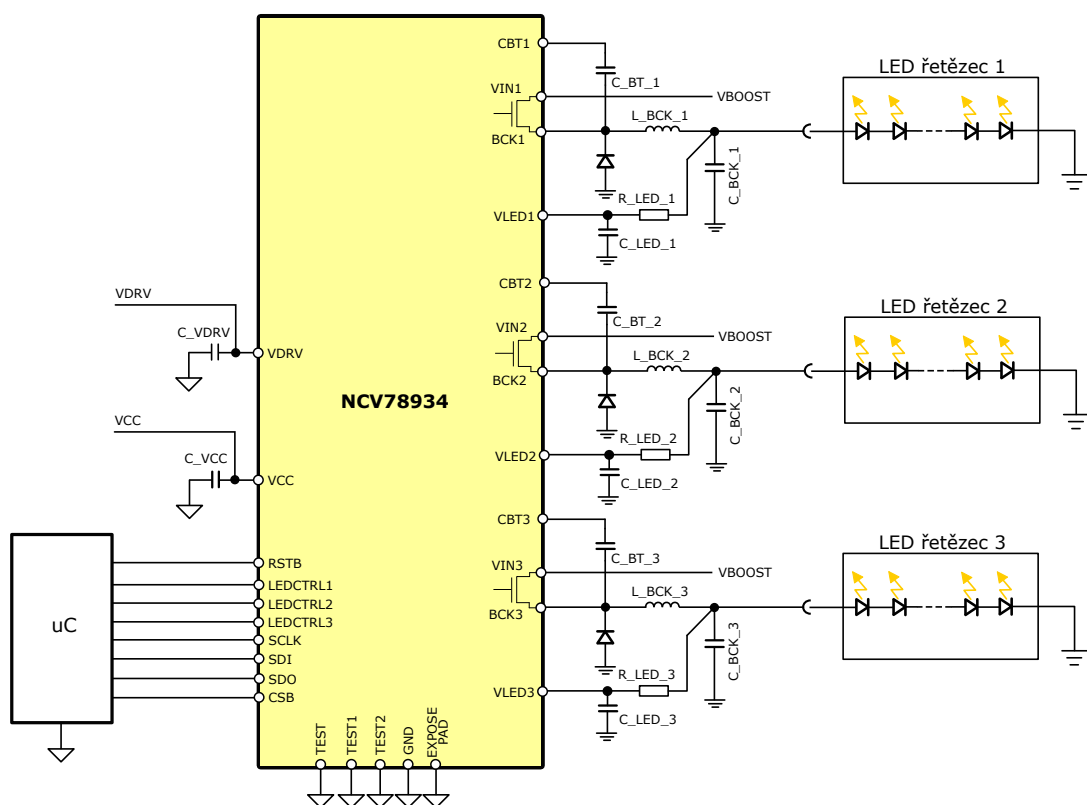 CBT1
C_BT_1
VIN1
VBOOST
BCK1
L_BCK_1
C_BCK_1
R_LED_1
VLED1
C_LED_1
LED řetězec 1
CBT2
C_BT_2
VIN2
VBOOST
BCK2
L_BCK_2
C_BCK_2
R_LED_2
VLED2
C_LED_2
LED řetězec 2
CBT3
C_BT_3
VIN3
VBOOST
BCK3
L_BCK_3
C_BCK_3
R_LED_3
VLED3
C_LED_3
LED řetězec 3
VDRV
C_VDRV
VDRV
NCV78934
VCC
C_VCC
VCC
uC
RSTB
LEDCTRL1
LEDCTRL2
LEDCTRL3
SCLK
SDI
SDO
CSB
TEST
TEST1
TEST2
GND
EXPOSE
PAD